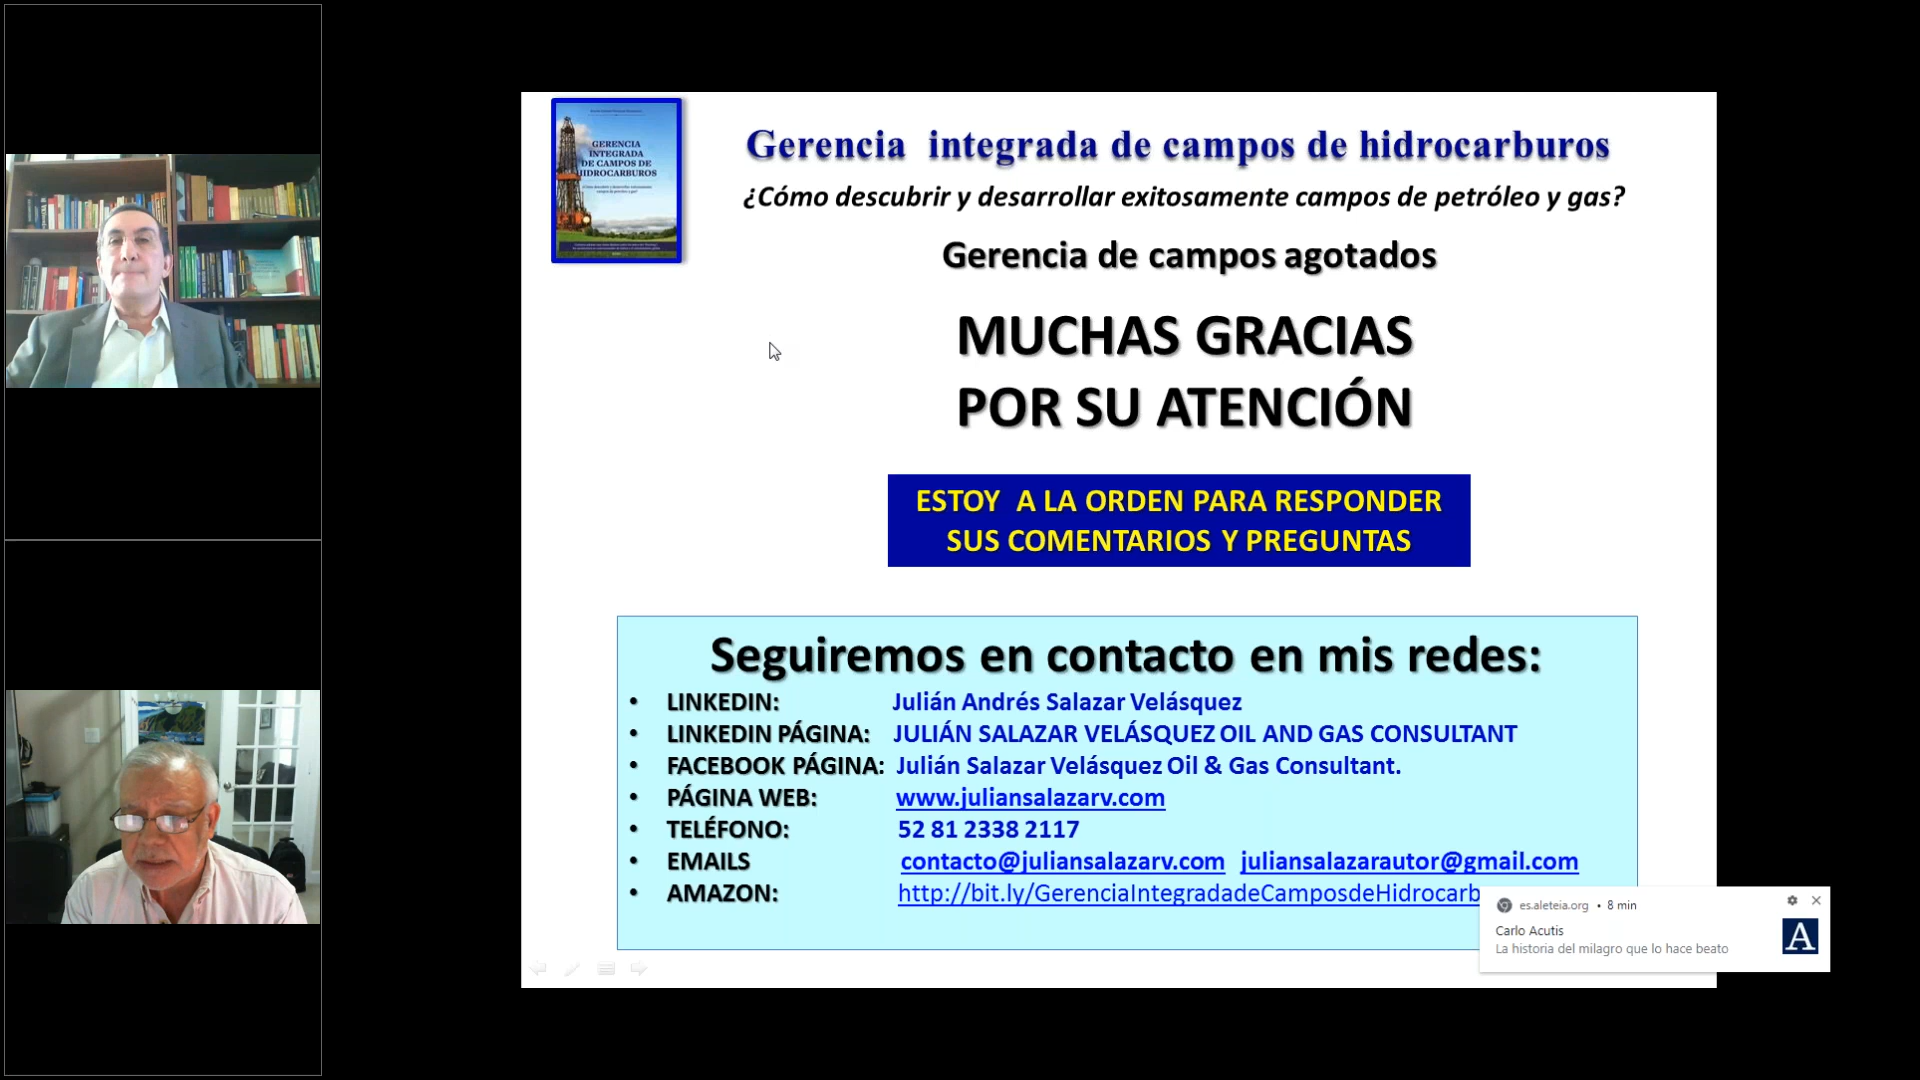 GERENCIA
INTEGRADA
DE CAMPOS DE
HIDROCARBUROS
Gerencia integrada de campos de hidrocarburos
¿Cómo descubrir y desarrollar exitosamente campos de petróleo y gas?
Gerencia de campos agotados
MUCHAS GRACIAS
POR SU ATENCIÓN
ESTOY A LA ORDEN PARA RESPONDER
SUS COMENTARIOS Y PREGUNTAS
Seguiremos en contacto en mis redes:
• LINKEDIN: Julián Andrés Salazar Velásquez
• LINKEDIN PÁGINA: JULIÁN SALAZAR VELÁSQUEZ OIL AND GAS CONSULTANT
• FACEBOOK PÁGINA: Julián Salazar Velásquez Oil & Gas Consultant.
• PÁGINA WEB: www.juliansalazarv.com
• TELÉFONO: 52 81 2338 2117
• EMAILS contacto@juliansalazarv.com juliansalazarautor@gmail.com
• AMAZON: http://bit.ly/GerenciaIntegradadeCamposdeHidrocarb
es.aleteia.org • 8 min
Carlo Acutis
La historia del milagro que lo hace beato
A